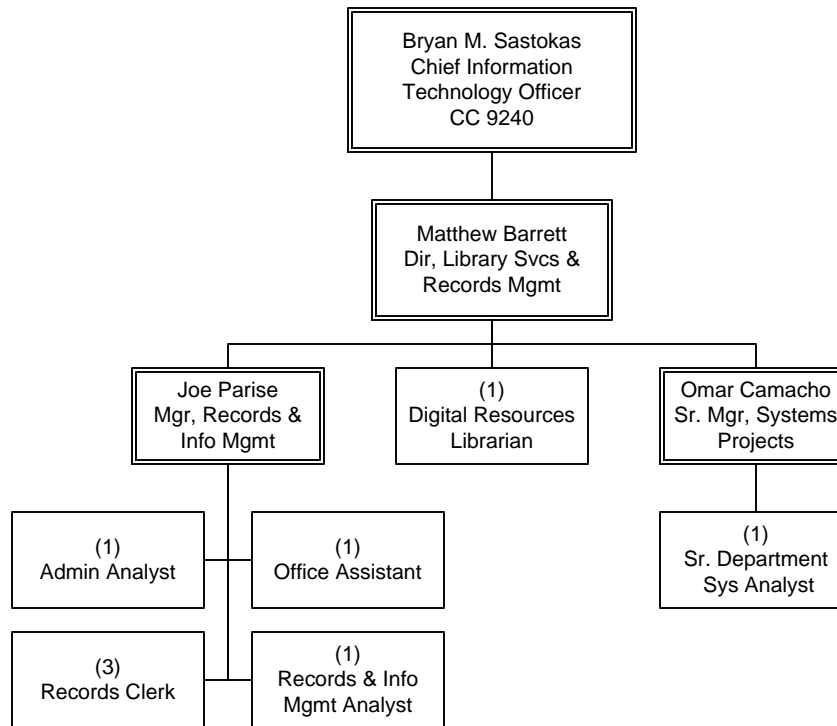 Bryan M. Sastokas
Chief Information
Technology Officer
CC 9240
Matthew Barrett
Dir, Library Svcs &
Records Mgmt
Joe Parise
Mgr, Records &
Info Mgmt
(1)
Digital Resources
Librarian
Omar Camacho
Sr. Mgr, Systems
Projects
(1)
Admin Analyst
(1)
Office Assistant
(1)
Sr. Department
Sys Analyst
(3)
Records Clerk
(1)
Records & Info
Mgmt Analyst